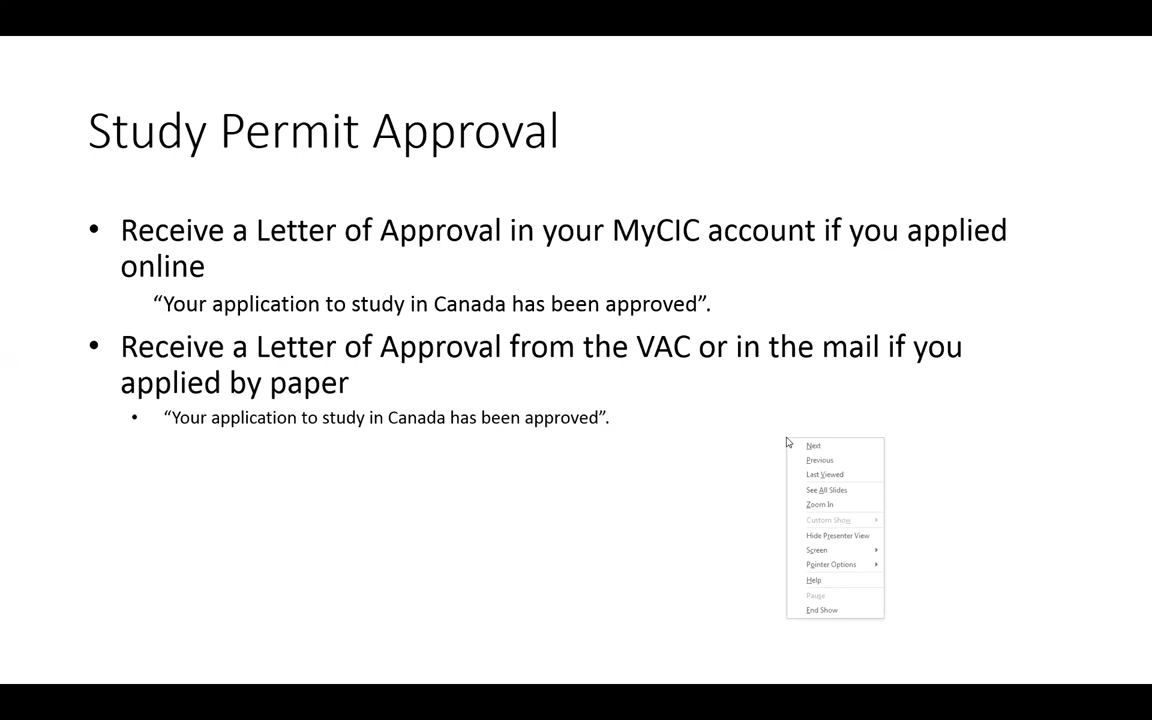 Study Permit Approval
• Receive a Letter of Approval in your MyCIC account if you applied
online
“Your application to study in Canada has been approved”.
• Receive a Letter of Approval from the VAC or in the mail if you
applied by paper
• “Your application to study in Canada has been approved”.
Next
Previous
Last Viewed
See All Slides
Zoom In
Custom Show
Hide Presenter View
Screen
Pointer Options
Help
Pause
End Show